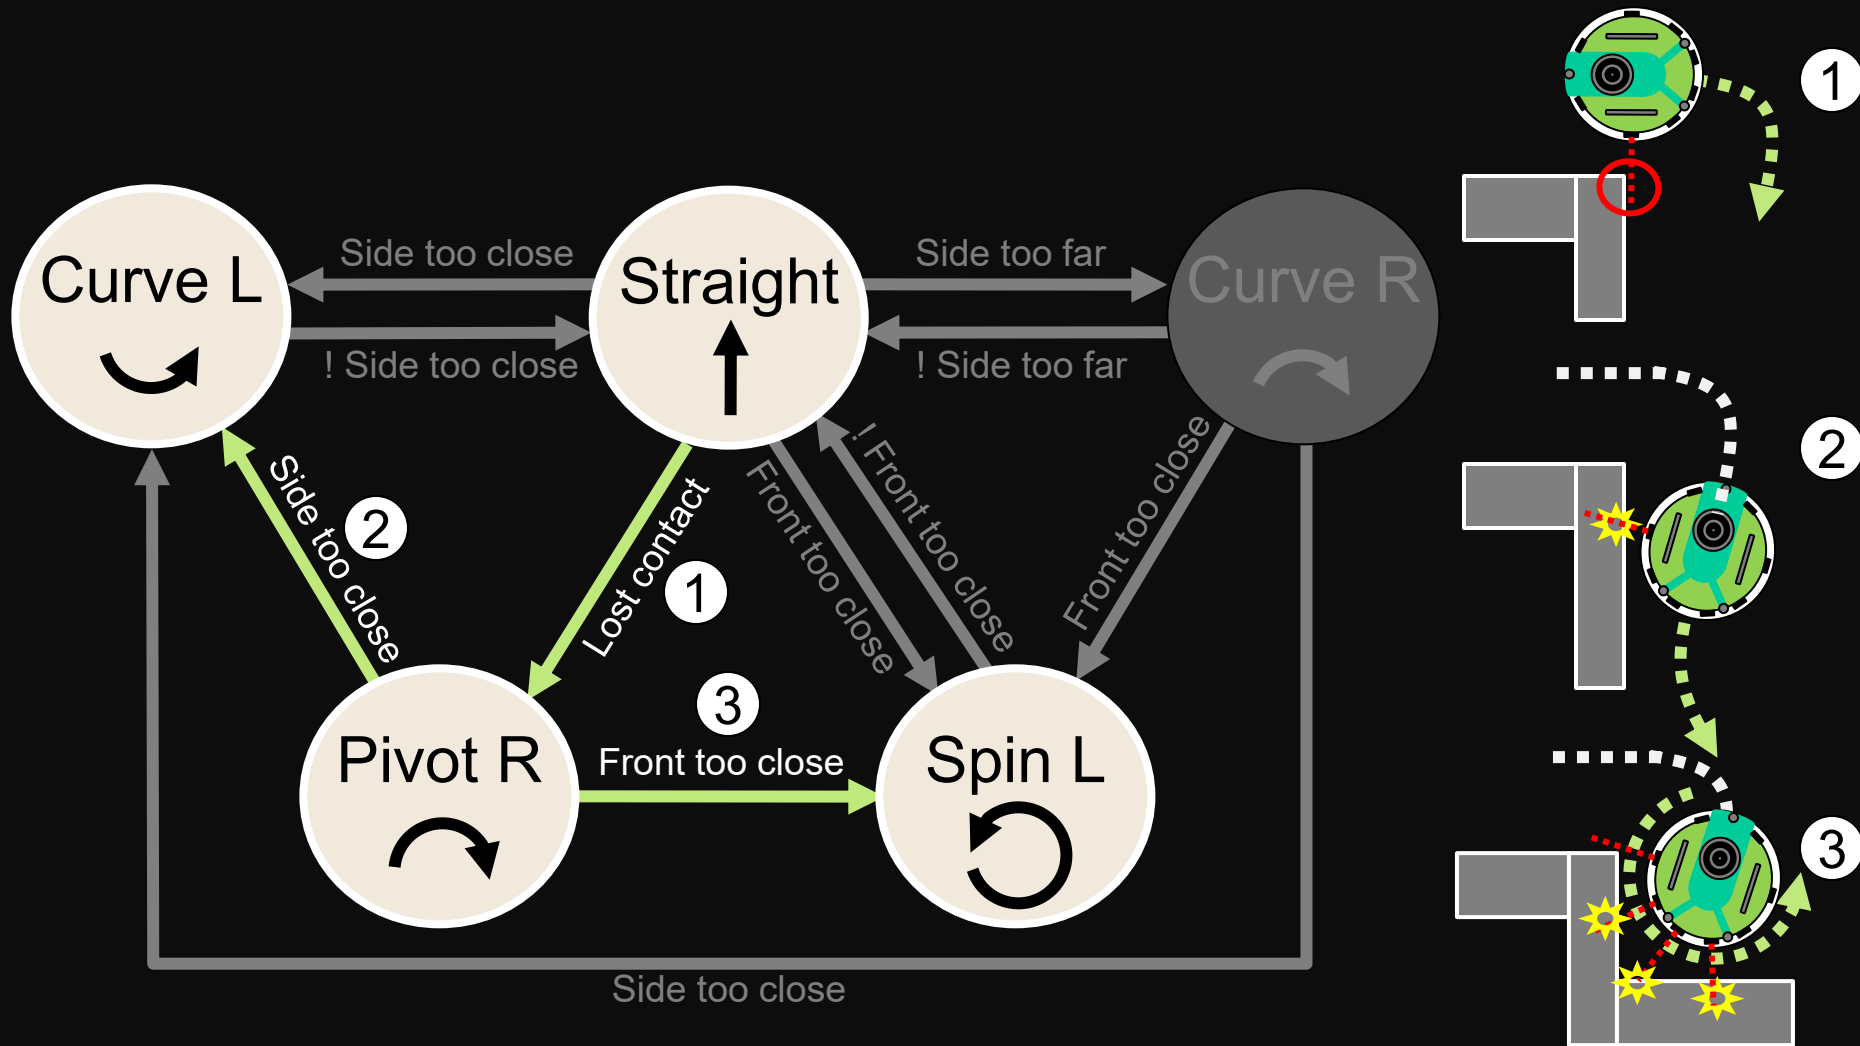 1
Curve L
Side too close
! Side too close
Straight
Side too far
! Side too far
Curve R
Side too close
2
Lost contact
1
Front too close
! Front too close
Front too close
2
3
Front too close
Pivot R
Spin L
3
Side too close